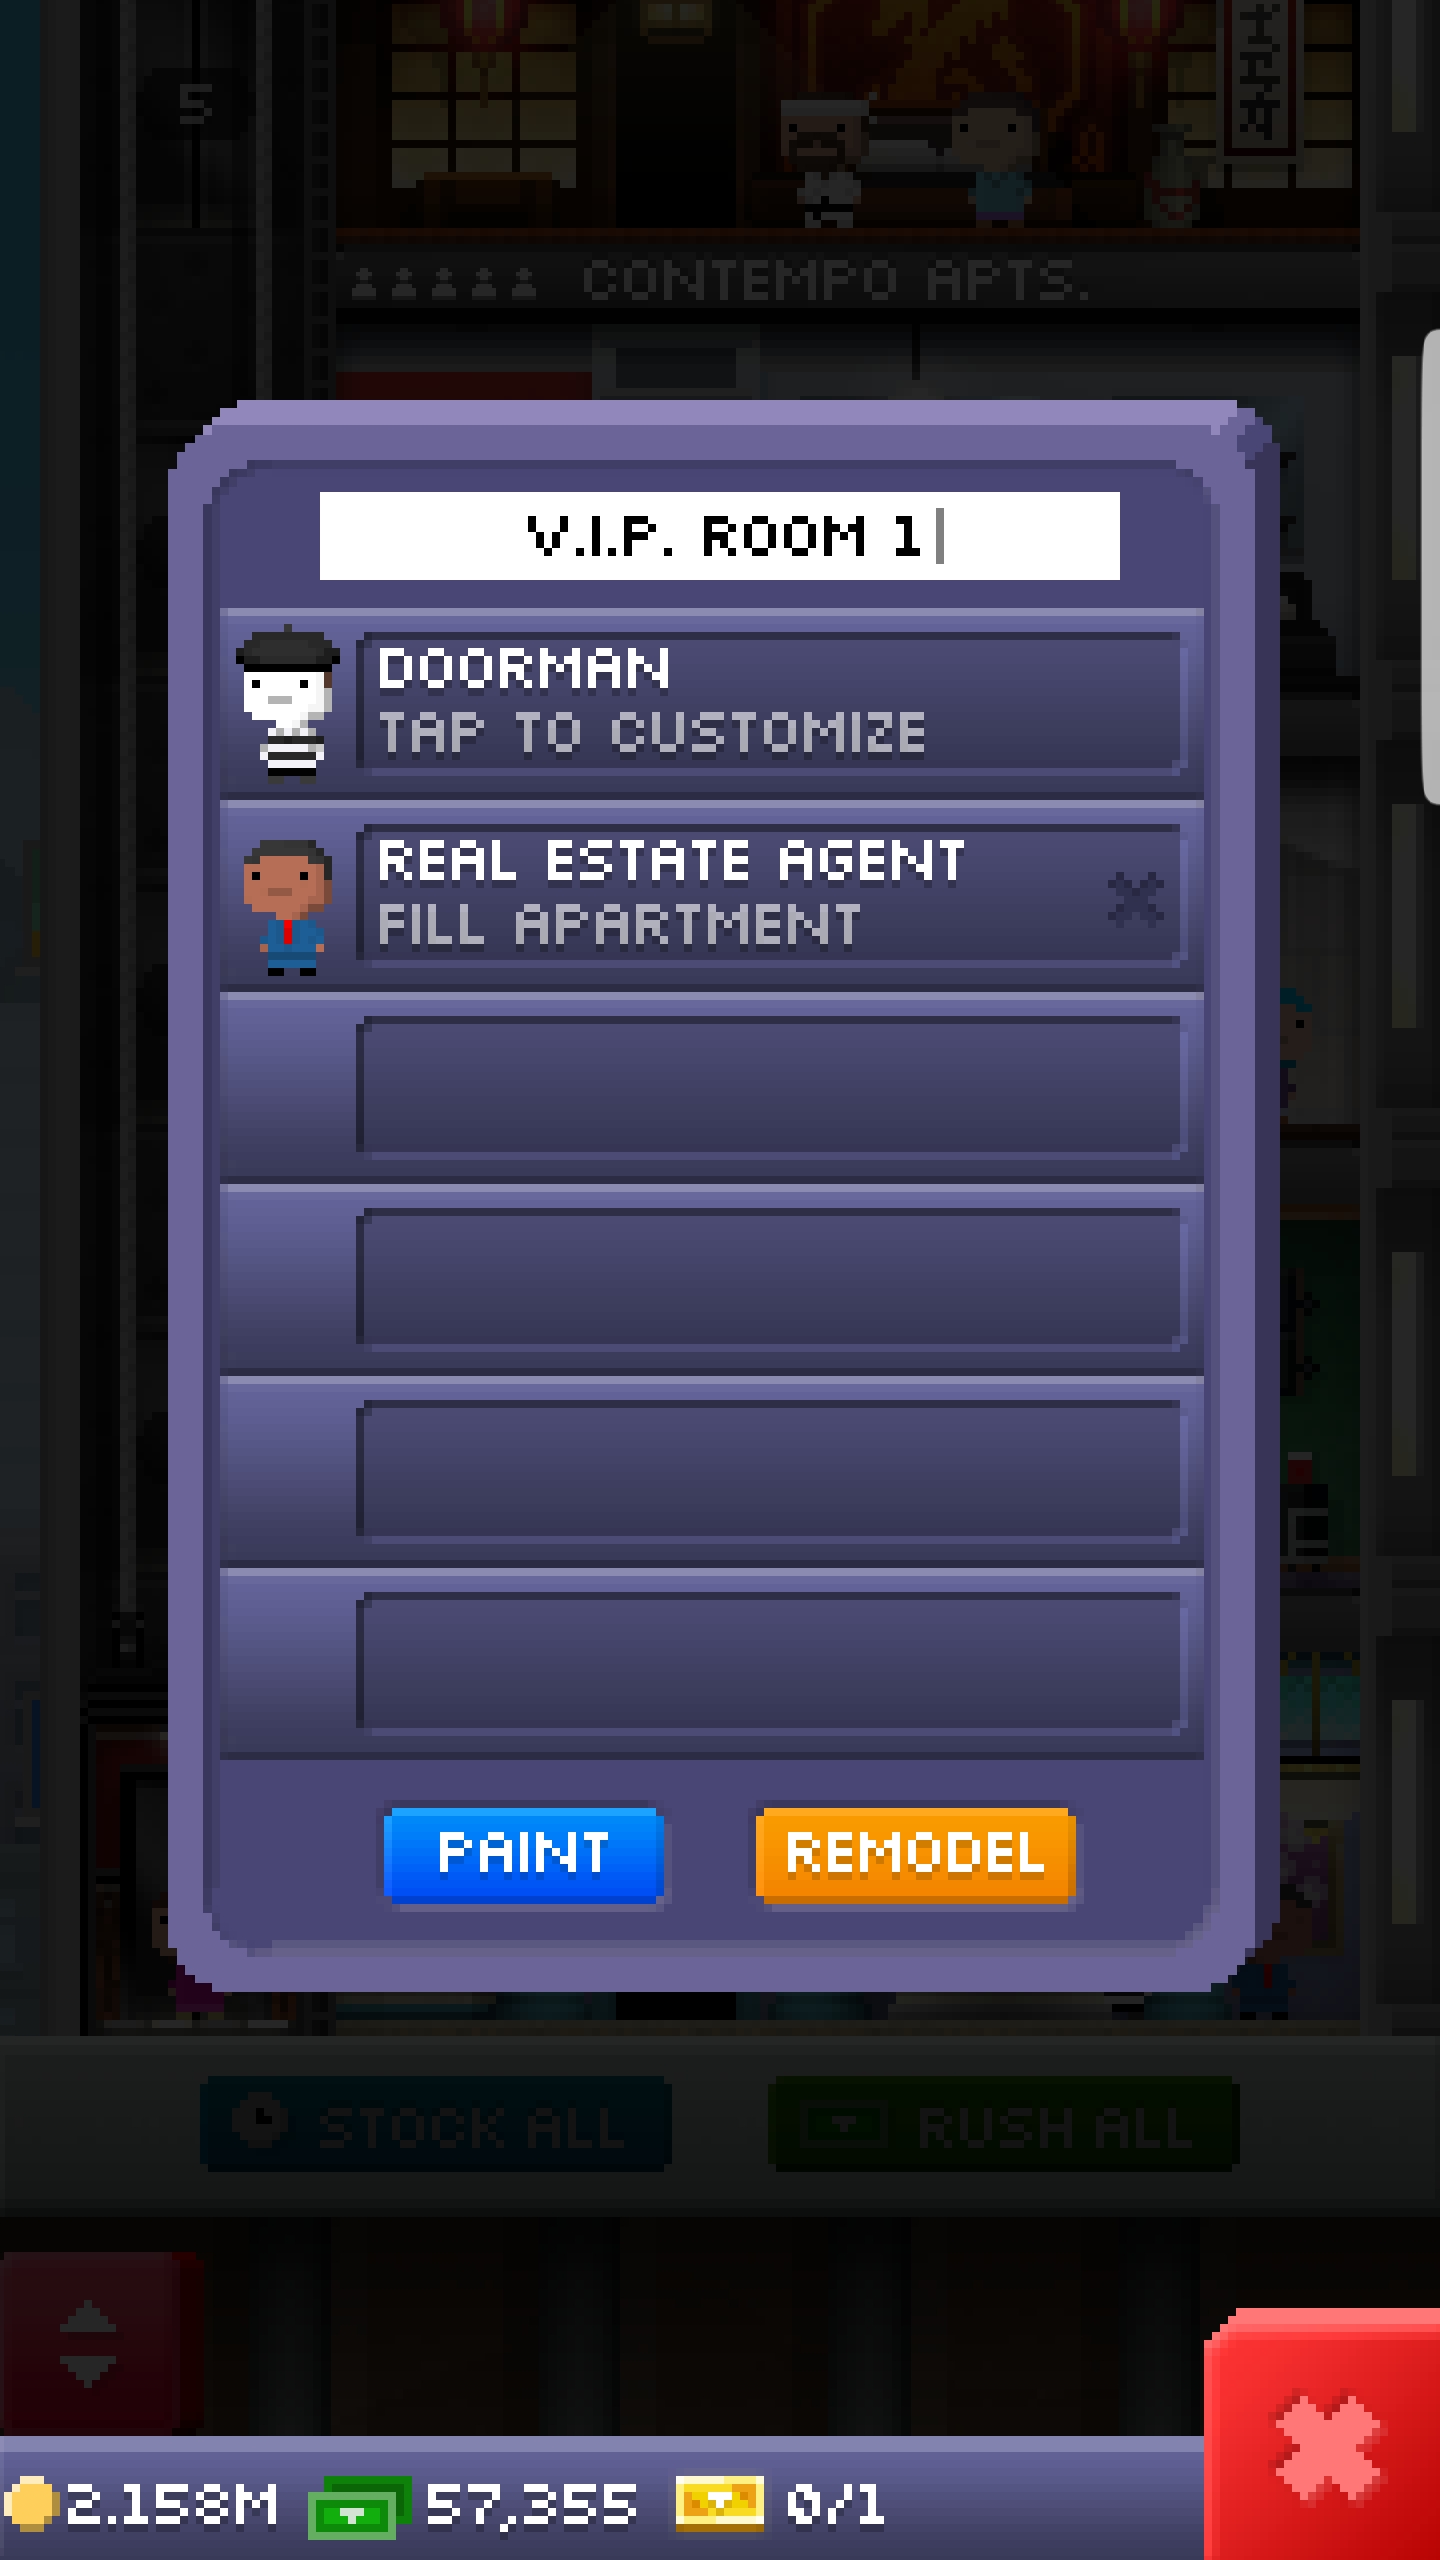 5
CONTEMPO APTS.
V.I.P. ROOM 1
DOORMAN
TAP TO CUSTOMIZE
REAL ESTATE AGENT
FILL APARTMENT
PAINT
REMODEL
STOCK ALL
RUSH ALL
2.158M
57,355
0/1